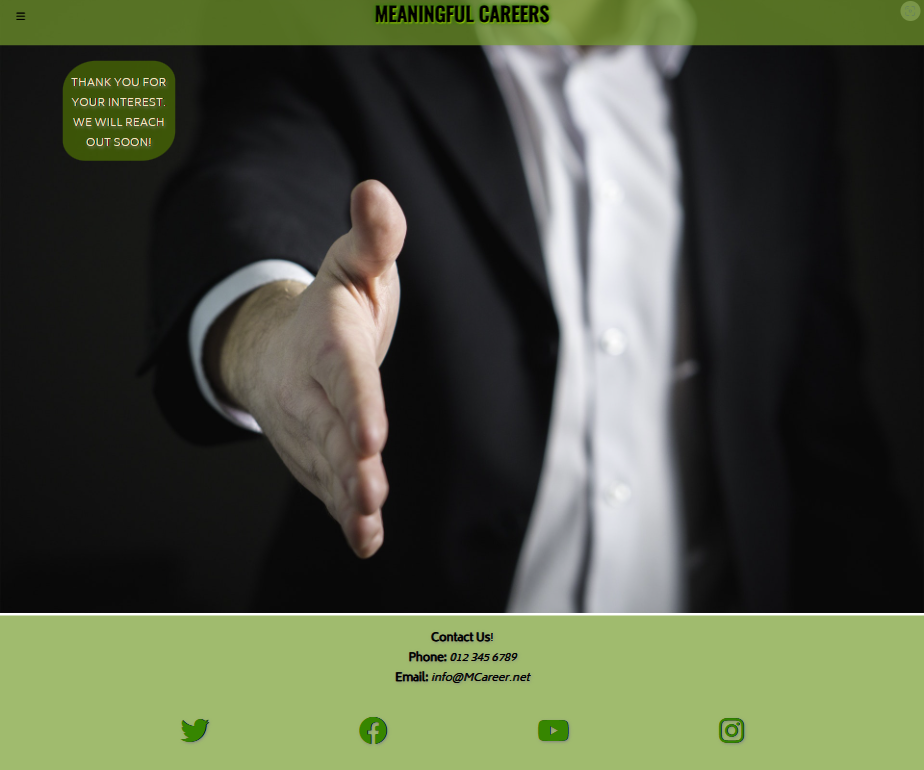 MEANINGFUL CAREERS
THANK YOU FOR
YOUR INTEREST.
WE WILL REACH
OUT SOON!
Contact Us!
Phone: 012 345 6789
Email: info@MCareer.net